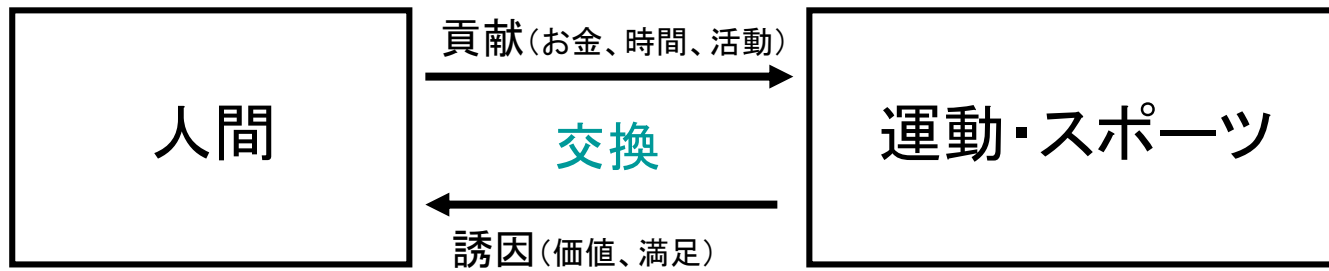 貢献(お金、時間、活動)
人間
交換
運動・スポーツ
誘因(価値、満足)